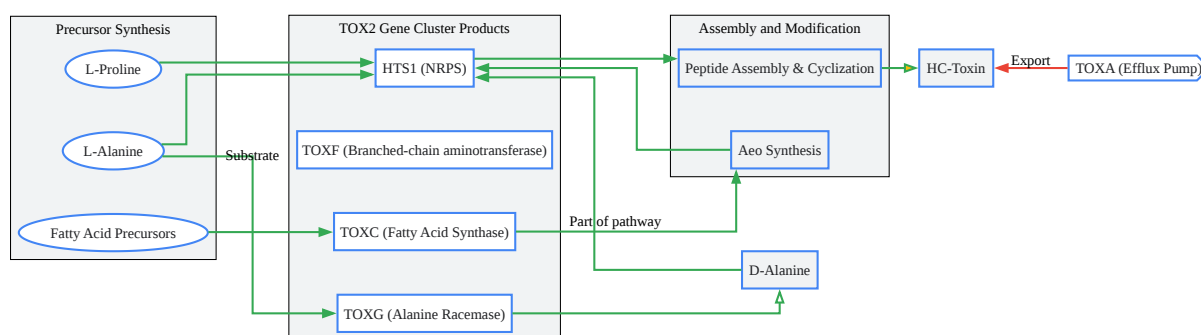 Precursor Synthesis
TOX2 Gene Cluster Products
Assembly and Modification
L-Proline
HTS1 (NRPS)
Peptide Assembly & Cyclization
HC-Toxin
Export
TOXA (Efflux Pump)
L-Alanine
Substrate
TOXF (Branched-chain aminotransferase)
Aeo Synthesis
Fatty Acid Precursors
TOXC (Fatty Acid Synthase)
Part of pathway
D-Alanine
TOXG (Alanine Racemase)